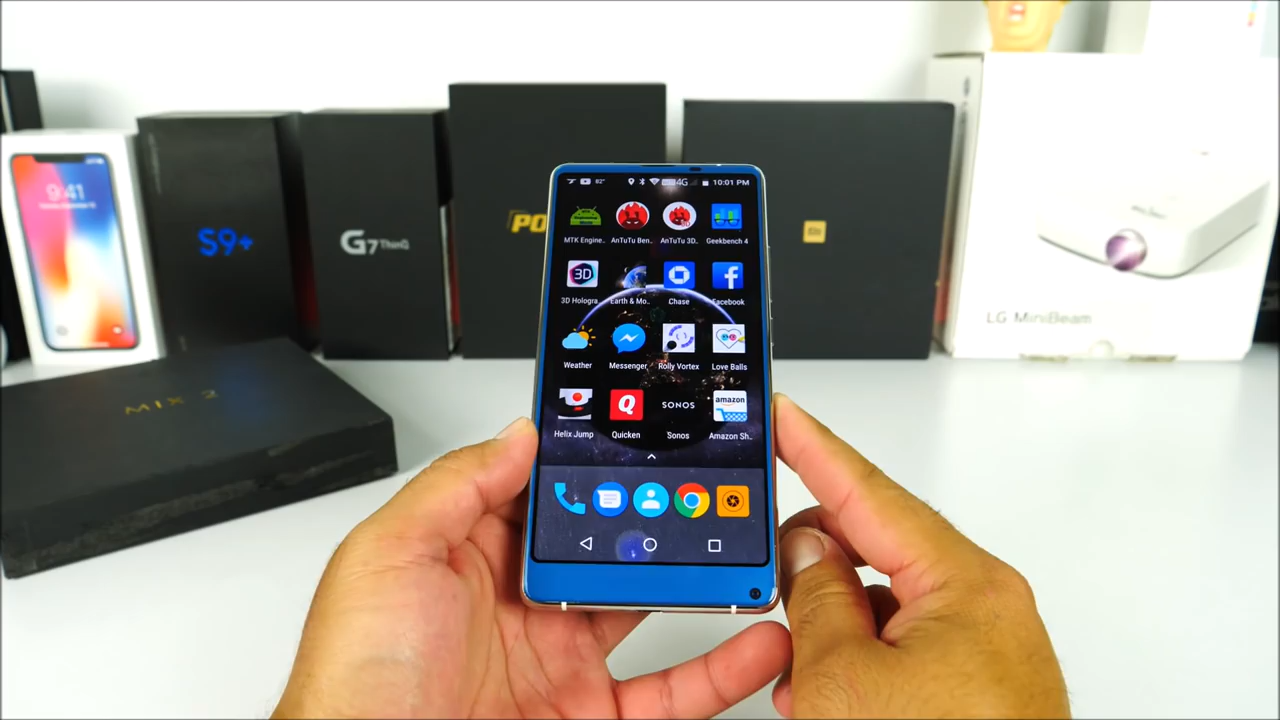 9:41
S9+
G7 ThinQ
PO
LG MiniBeam
MIX 2
82°
4G
10:01 PM
MTK Engine..
AnTuTu Ben..
AnTuTu 3D..
Geekbench 4
3D
3D Hologra..
Earth & Mo..
Chase
Facebook
Weather
Messenger
Rolly Vortex
Love Balls
Q
SONOS
amazon
Helix Jump
Quicken
Sonos
Amazon Sh..